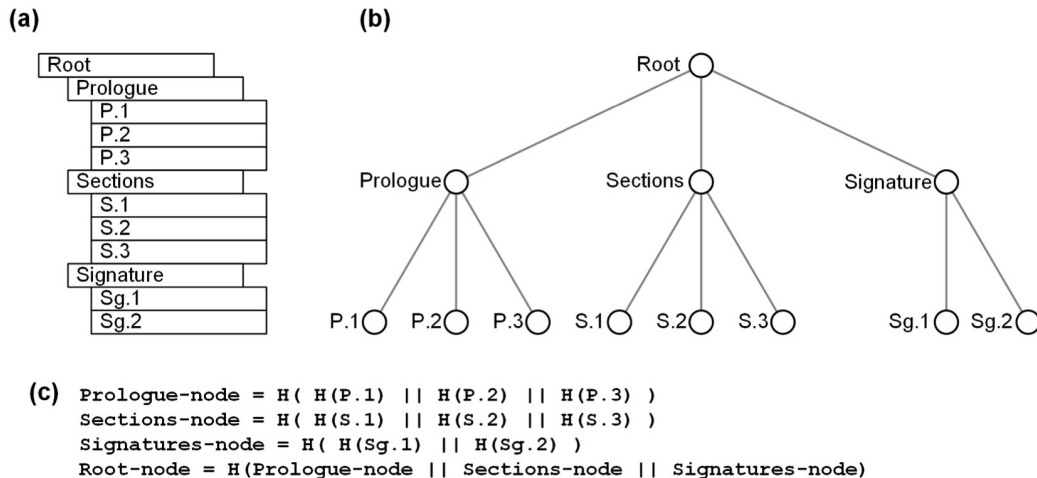 (a)
Root
Prologue
P.1
P.2
P.3
Sections
S.1
S.2
S.3
Signature
Sg.1
Sg.2
(b)
Root
Prologue Sections Signature
P.1 P.2 P.3 S.1 S.2 S.3 Sg.1 Sg.2
(c) Prologue-node = H( H(P.1) || H(P.2) || H(P.3) )
Sections-node = H( H(S.1) || H(S.2) || H(S.3) )
Signatures-node = H( H(Sg.1) || H(Sg.2) )
Root-node = H(Prologue-node || Sections-node || Signatures-node)